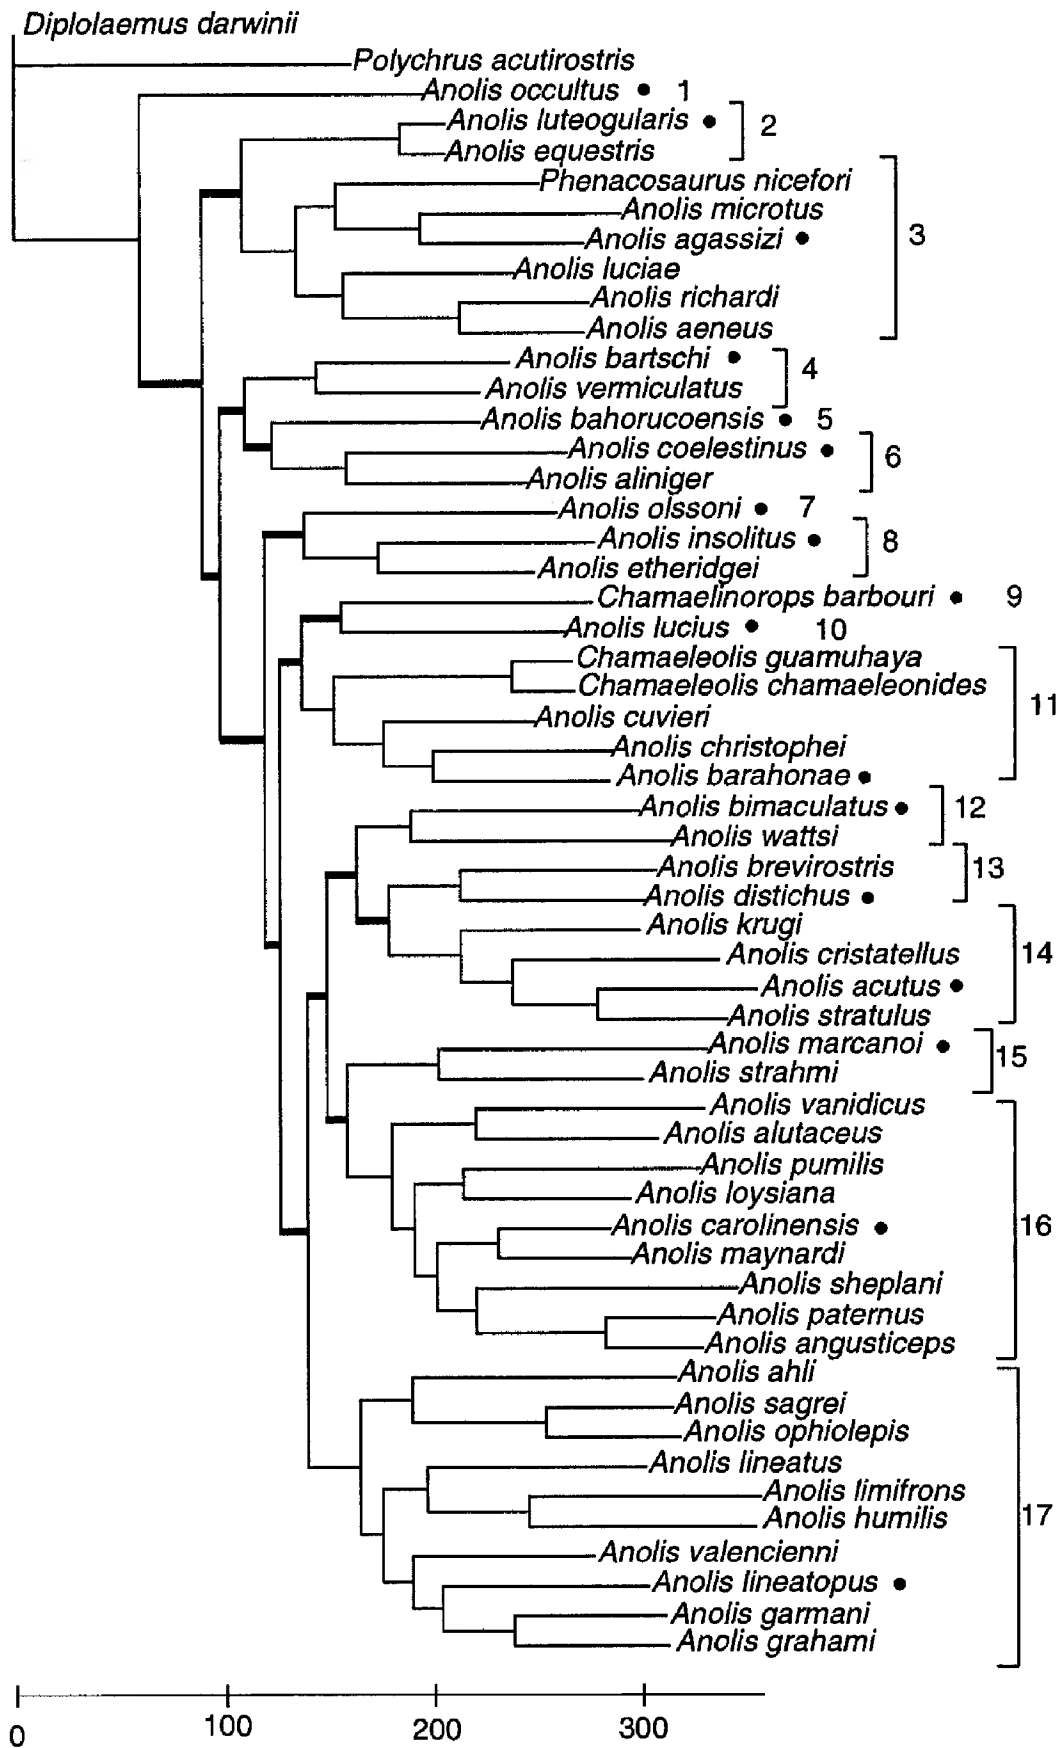 Diplolaemus darwinii
Polychrus acutirostris
Anolis occultus ● 1
Anolis luteogularis ● 2
Anolis equestris
Phenacosaurus nicefori
Anolis microtus
Anolis agassizi ● 3
Anolis luciae
Anolis richardi
Anolis aeneus
Anolis bartschi ● 4
Anolis vermiculatus
Anolis bahorucoensis ● 5
Anolis coelestinus ● 6
Anolis aliniger
Anolis olssoni ● 7
Anolis insolitus ● 8
Anolis etheridgei
Chamaelinorops barbouri ● 9
Anolis lucius ● 10
Chamaeleolis guamuhaya
Chamaeleolis chamaeleonides
11
Anolis cuvieri
Anolis christophei
Anolis barahonae ●
Anolis bimaculatus ● 12
Anolis wattsi
Anolis brevirostris 13
Anolis distichus ●
Anolis krugi
Anolis cristatellus 14
Anolis acutus ●
Anolis stratulus
Anolis marcanoi ● 15
Anolis strahmi
Anolis vanidicus
Anolis alutaceus
Anolis pumilis
Anolis loysiana
Anolis carolinensis ● 16
Anolis maynardi
Anolis sheplani
Anolis paternus
Anolis angusticeps
Anolis ahli
Anolis sagrei
Anolis ophiolepis
Anolis lineatus
Anolis limifrons
Anolis humilis 17
Anolis valencienni
Anolis lineatopus ●
Anolis garmani
Anolis grahami
0 100 200 300